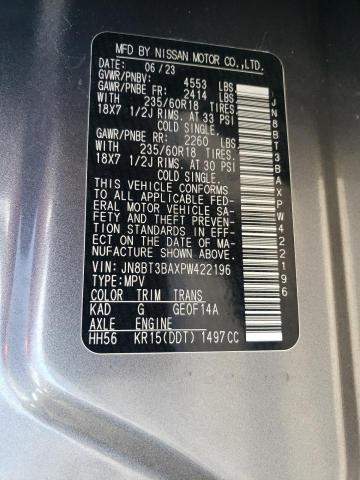 MFD BY NISSAN MOTOR CO.,LTD.
DATE: 06/23
GVWR/PNBV: 4553 LBS.
GAWR/PNBE FR: 2414 LBS.
WITH 235/60R18 TIRES.
18X7 1/2J RIMS. AT 33 PSI
COLD SINGLE.
GAWR/PNBE RR: 2260 LBS.
WITH 235/60R18 TIRES.
18X7 1/2J RIMS. AT 30 PSI
COLD SINGLE.
THIS VEHICLE CONFORMS
TO ALL APPLICABLE FED-
ERAL MOTOR VEHICLE SA-
FETY AND THEFT PREV-
ENTION STANDARDS IN EFF-
ECT ON THE DATE OF MAN-
UFACTURE SHOWN ABOVE.
VIN: JN8BT3BAXPW422196
TYPE:MPV
COLOR TRIM TRANS
KAD G GE0F14A
AXLE ENGINE
HH56 KR15(DDT) 1497CC
JN8BT3BAXPW422196